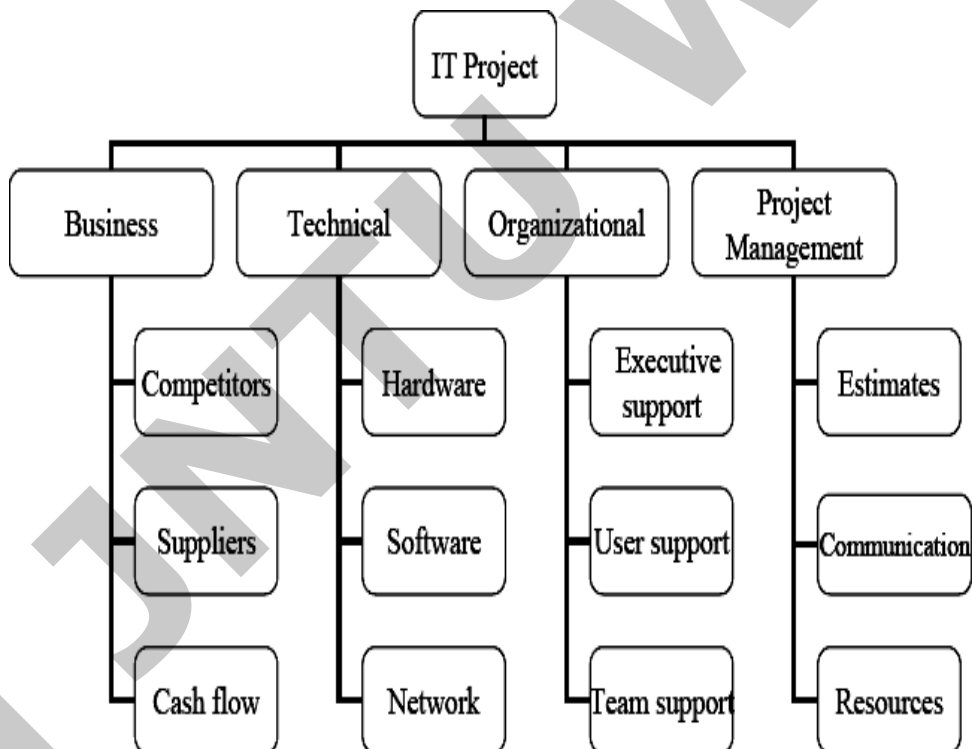 IT Project
Business
Technical
Organizational
Project
Management
Competitors
Hardware
Executive
support
Estimates
Suppliers
Software
User support
Communication
Cash flow
Network
Team support
Resources
JNTU W